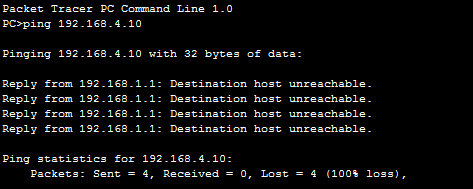 Packet Tracer PC Command Line 1.0
PC>ping 192.168.4.10
Pinging 192.168.4.10 with 32 bytes of data:
Reply from 192.168.1.1: Destination host unreachable.
Reply from 192.168.1.1: Destination host unreachable.
Reply from 192.168.1.1: Destination host unreachable.
Reply from 192.168.1.1: Destination host unreachable.
Ping statistics for 192.168.4.10:
Packets: Sent = 4, Received = 0, Lost = 4 (100% loss),